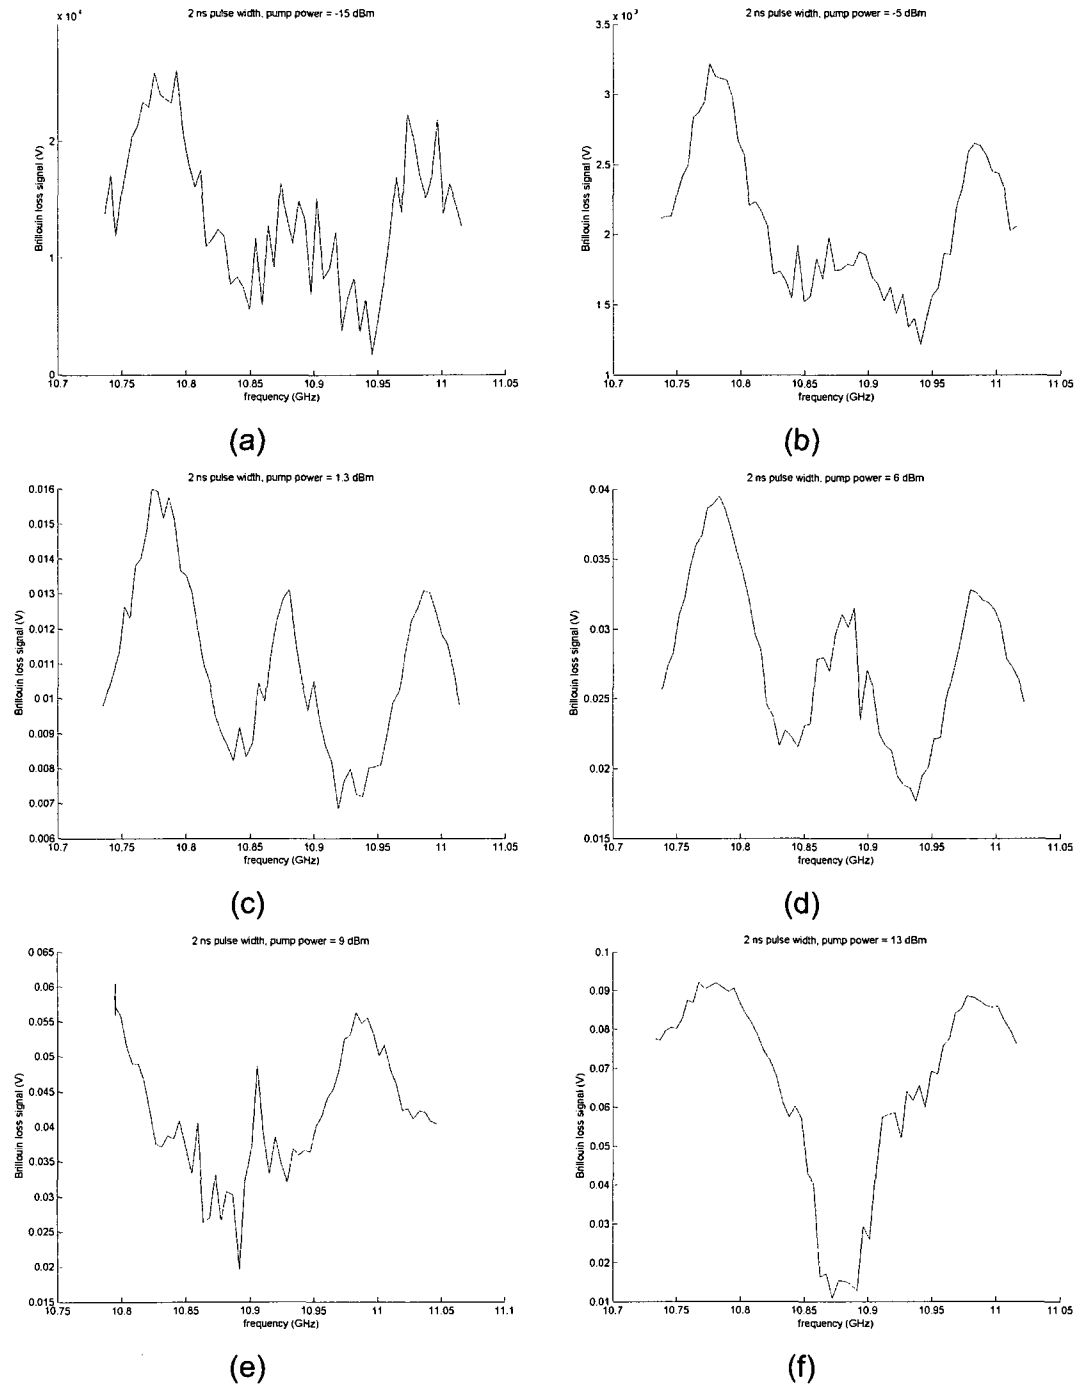 2 ns pulse width, pump power = -15 dBm
x 10⁻⁴
2
1
0
Brillouin loss signal (V)
10.7 10.75 10.8 10.85 10.9 10.95 11 11.05
frequency (GHz)
(a)
2 ns pulse width, pump power = -5 dBm
x 10⁻³
3.5
3
2.5
2
1.5
1
Brillouin loss signal (V)
10.7 10.75 10.8 10.85 10.9 10.95 11 11.05
frequency (GHz)
(b)
2 ns pulse width, pump power = 1.3 dBm
0.016
0.015
0.014
0.013
0.012
0.011
0.01
0.009
0.008
0.007
0.006
Brillouin loss signal (V)
10.7 10.75 10.8 10.85 10.9 10.95 11 11.05
frequency (GHz)
(c)
2 ns pulse width, pump power = 6 dBm
0.04
0.035
0.03
0.025
0.02
0.015
Brillouin loss signal (V)
10.7 10.75 10.8 10.85 10.9 10.95 11 11.05
frequency (GHz)
(d)
2 ns pulse width, pump power = 9 dBm
0.065
0.06
0.055
0.05
0.045
0.04
0.035
0.03
0.025
0.02
0.015
Brillouin loss signal (V)
10.75 10.8 10.85 10.9 10.95 11 11.05 11.1
frequency (GHz)
(e)
2 ns pulse width, pump power = 13 dBm
0.1
0.09
0.08
0.07
0.06
0.05
0.04
0.03
0.02
0.01
Brillouin loss signal (V)
10.7 10.75 10.8 10.85 10.9 10.95 11 11.05
frequency (GHz)
(f)